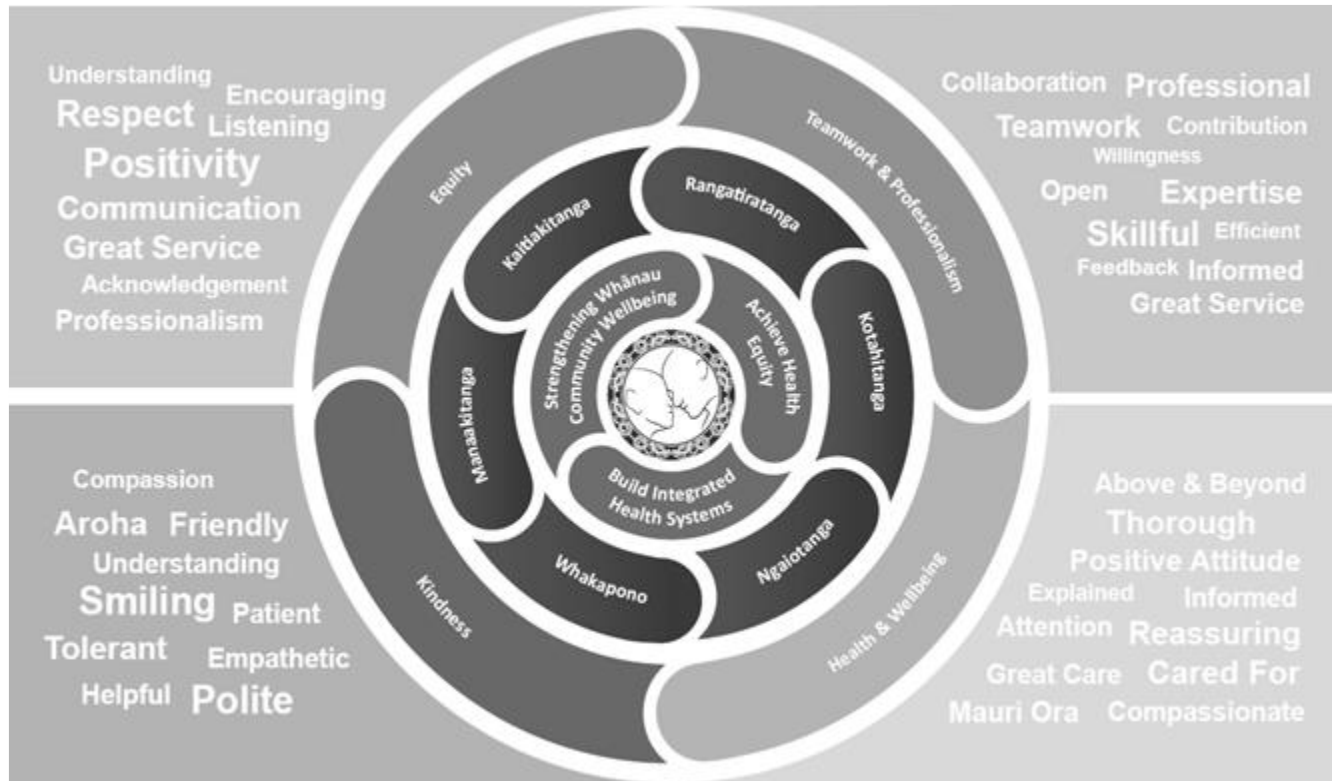 Understanding
Encouraging
Respect
Listening
Positivity
Communication
Great Service
Acknowledgement
Professionalism
Collaboration
Professional
Teamwork
Contribution
Willingness
Open
Expertise
Skillful
Efficient
Feedback
Informed
Great Service
Equity
Teamwork & Professionalism
Kaitiakitanga
Rangatiratanga
Kotahitanga
Manaakitanga
Strengthening Whānau
Community Wellbeing
Achieve Health
Equity
Build Integrated
Health Systems
Whakapono
Ngaiotanga
Kindness
Health & Wellbeing
Compassion
Aroha
Friendly
Understanding
Smiling
Patient
Tolerant
Empathetic
Helpful
Polite
Above & Beyond
Thorough
Positive Attitude
Explained
Informed
Attention
Reassuring
Great Care
Cared For
Mauri Ora
Compassionate